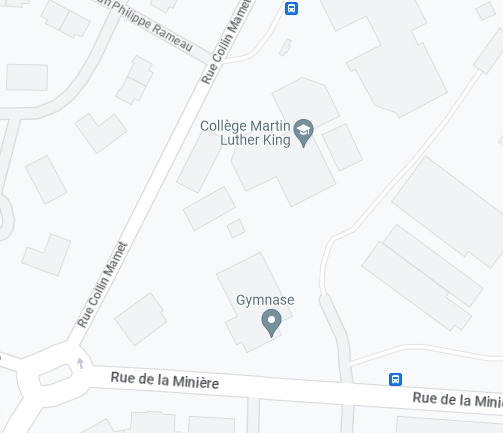 Philippe Rameau
Rue Collin Mamet
Collège Martin
Luther King
Rue Collin Mamet
Gymnase
Rue de la Minière
Rue de la